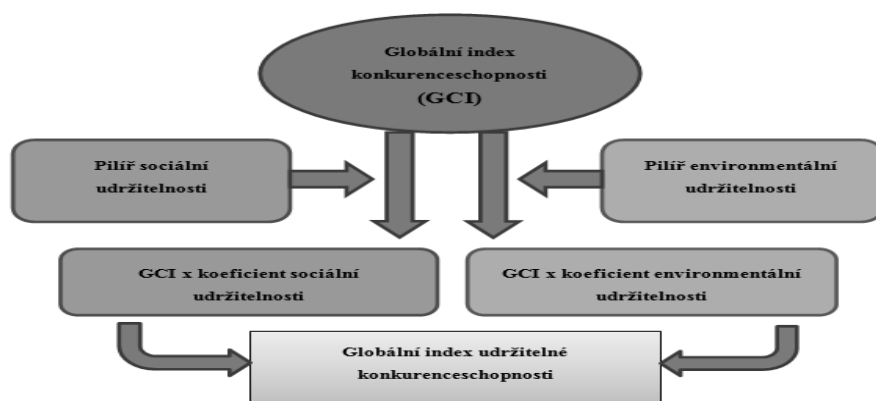 Globální index
konkurenceschopnosti
(GCI)
Pilíř sociální
udržitelnosti
Pilíř environmentální
udržitelnosti
GCI x koeficient sociální
udržitelnosti
GCI x koeficient environmentální
udržitelnosti
Globální index udržitelné
konkurenceschopnosti